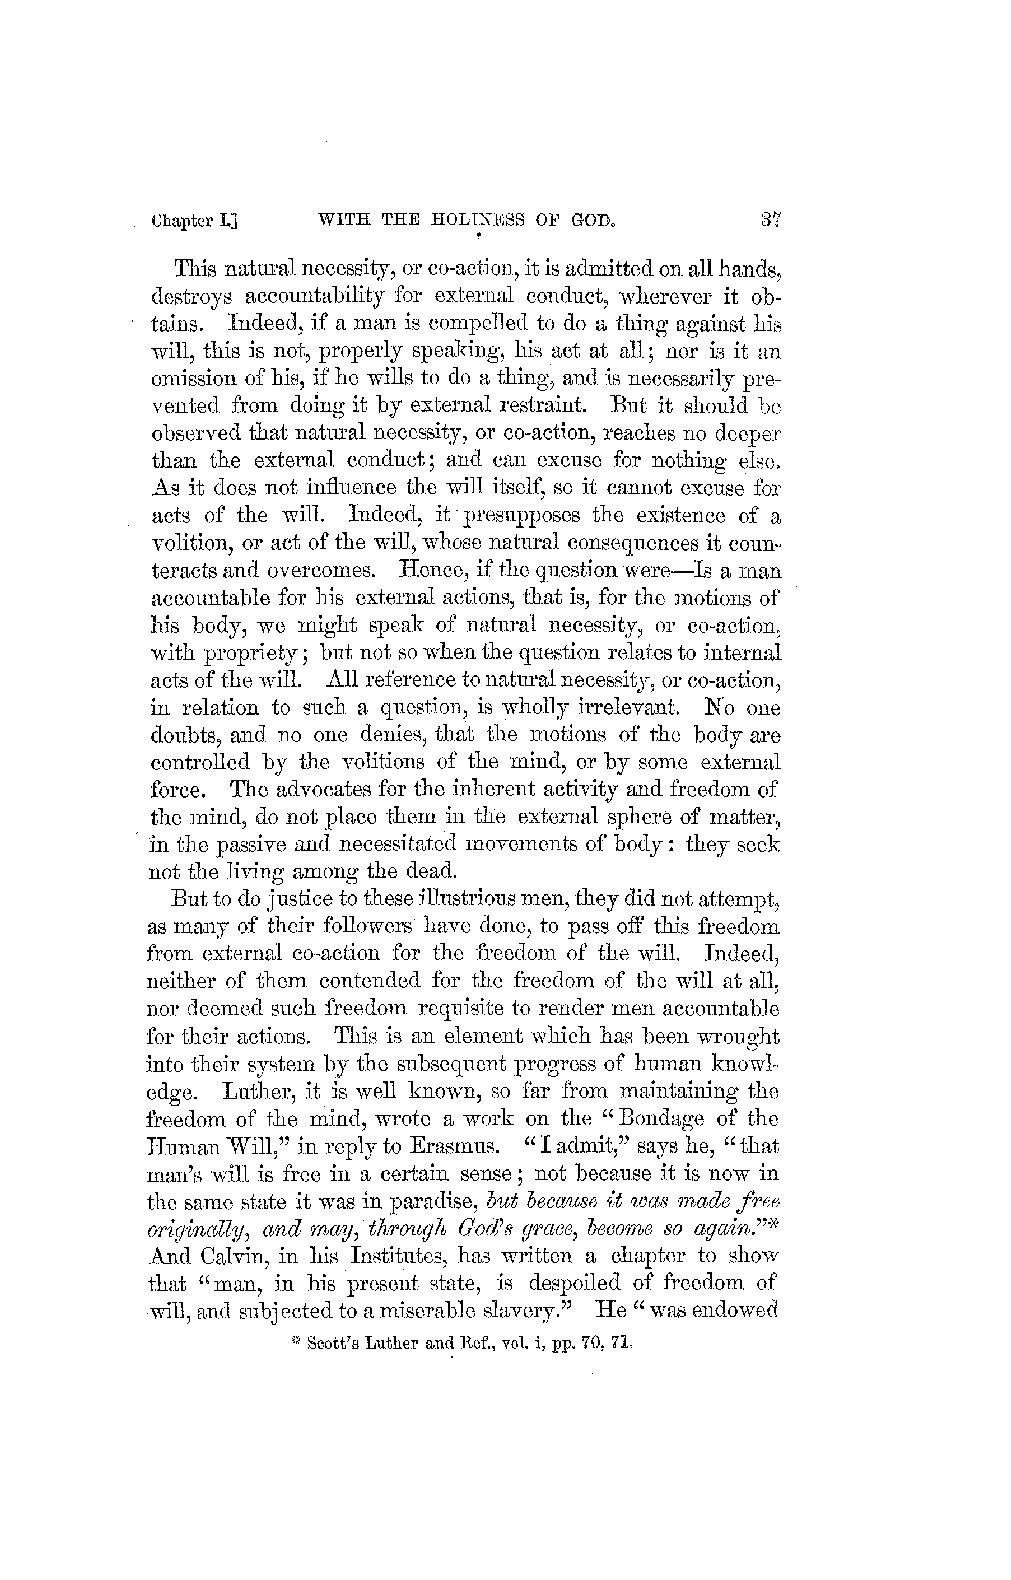 Chapter I.] WITH THE HOLINESS OF GOD. 37
This natural necessity, or co-action, it is admitted on all hands,
destroys accountability for external conduct, wherever it ob-
tains. Indeed, if a man is compelled to do a thing against his
will, this is not, properly speaking, his act at all; nor is it an
omission of his, if he wills to do a thing, and is necessarily pre-
vented from doing it by external restraint. But it should be
observed that natural necessity, or co-action, reaches no deeper
than the external conduct; and can excuse for nothing else.
As it does not influence the will itself, so it cannot excuse for
acts of the will. Indeed, it presupposes the existence of a
volition, or act of the will, whose natural consequences it coun-
teracts and overcomes. Hence, if the question were—Is a man
accountable for his external actions, that is, for the motions of
his body, we might speak of natural necessity, or co-action,
with propriety; but not so when the question relates to internal
acts of the will. All reference to natural necessity, or co-action,
in relation to such a question, is wholly irrelevant. No one
doubts, and no one denies, that the motions of the body are
controlled by the volitions of the mind, or by some external
force. The advocates for the inherent activity and freedom of
the mind, do not place them in the external sphere of matter,
in the passive and necessitated movements of body: they seek
not the living among the dead.
But to do justice to these illustrious men, they did not attempt,
as many of their followers have done, to pass off this freedom
from external co-action for the freedom of the will. Indeed,
neither of them contended for the freedom of the will at all,
nor deemed such freedom requisite to render men accountable
for their actions. This is an element which has been wrought
into their system by the subsequent progress of human knowl-
edge. Luther, it is well known, so far from maintaining the
freedom of the mind, wrote a work on the “Bondage of the
Human Will,” in reply to Erasmus. “I admit,” says he, “that
man's will is free in a certain sense; not because it is now in
the same state it was in paradise, but because it was made free
originally, and may, through God's grace, become so again.”*
And Calvin, in his Institutes, has written a chapter to show
that “man, in his present state, is despoiled of freedom of
will, and subjected to a miserable slavery.” He “was endowed
* Scott's Luther and Ref., vol. i, pp. 70, 71.